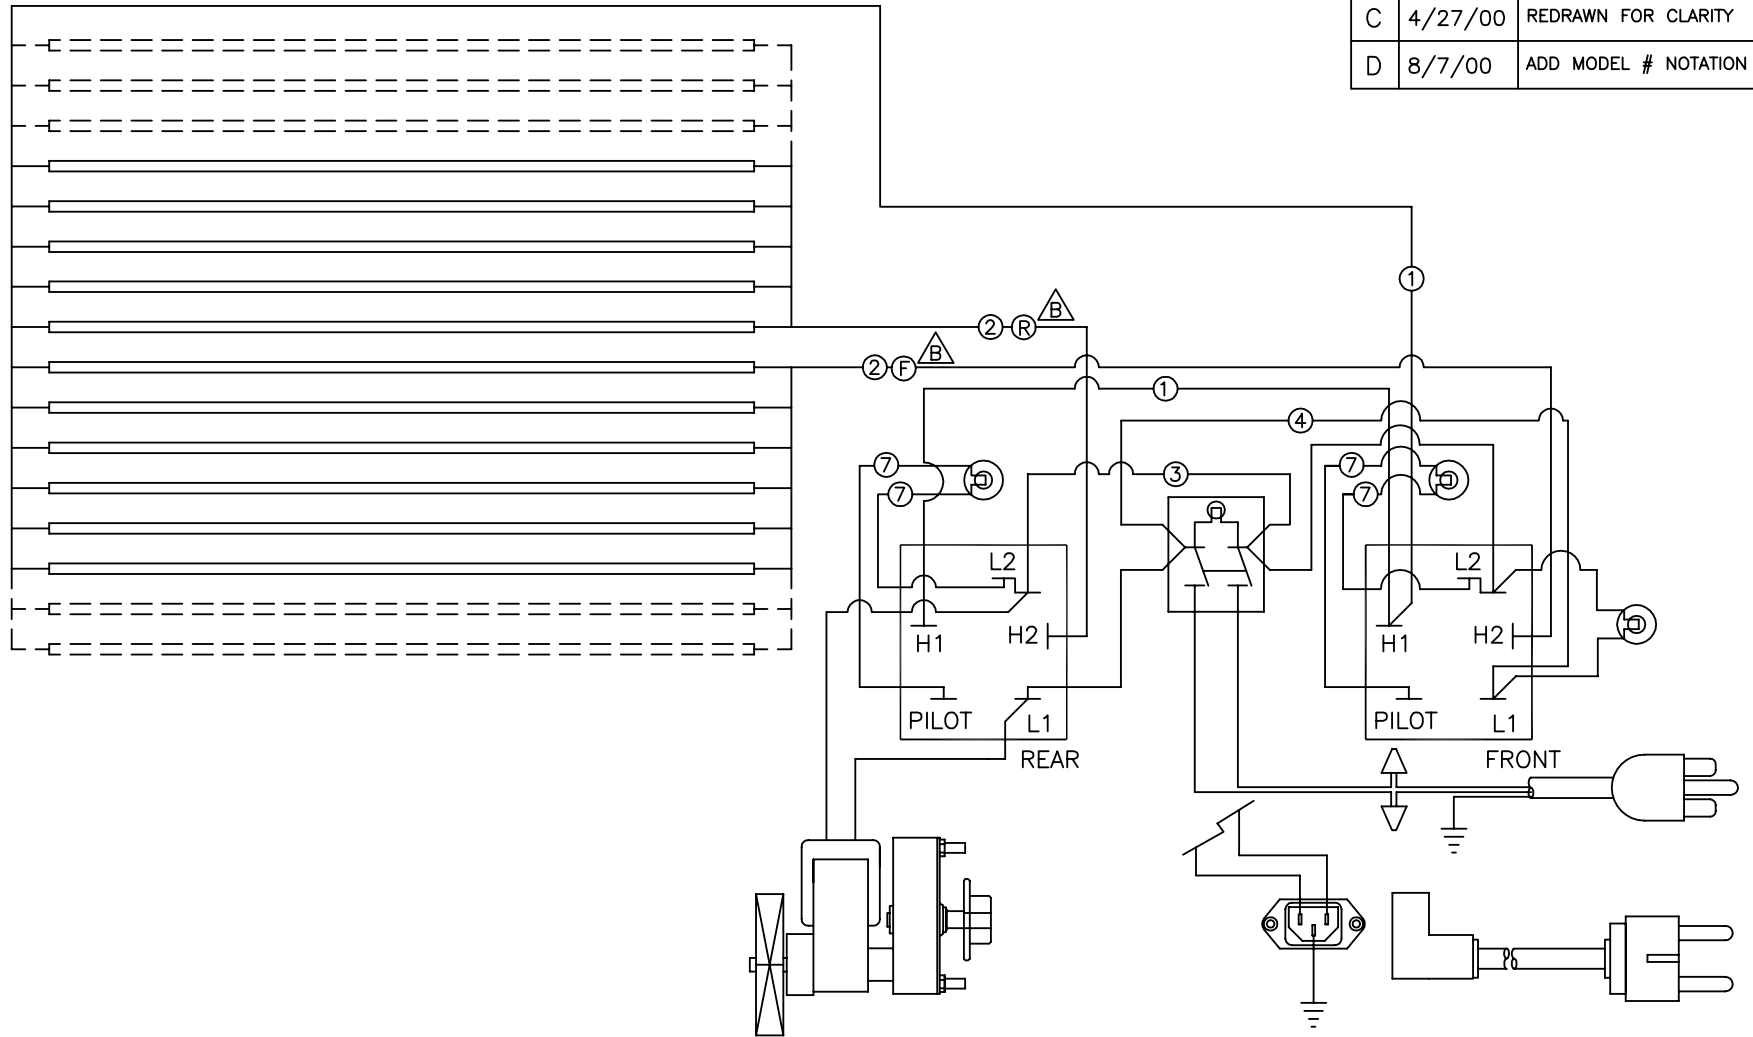 C 4/27/00 REDRAWN FOR CLARITY
D 8/7/00 ADD MODEL # NOTATION
1
B
2 R
B
2 F
1
4
7
7
3
7
7
L2
L2
H1
H2
H1
H2
PILOT
L1
PILOT
L1
REAR
FRONT